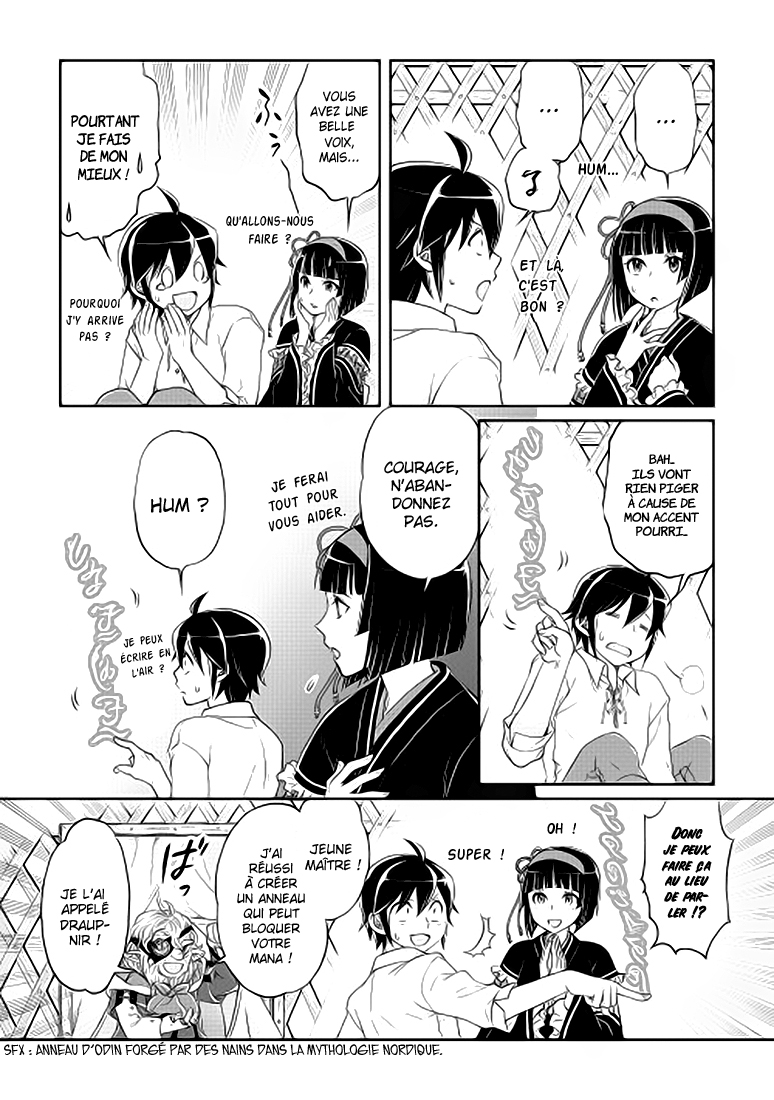 ...
...
HUM...
ET LÀ,
C'EST
BON ?
VOUS
AVEZ UNE
BELLE
VOIX,
MAIS...
POURTANT
JE FAIS
DE MON
MIEUX !
QU'ALLONS-NOUS
FAIRE ?
POURQUOI
J'Y ARRIVE
PAS ?
BAH...
ILS VONT
RIEN PIGER
À CAUSE DE
MON ACCENT
POURRI...
COURAGE,
N'ABAN-
DONNEZ
PAS.
JE FERAI
TOUT POUR
VOUS AIDER.
HUM ?
JE PEUX
ÉCRIRE EN
L'AIR ?
DONC
JE PEUX
FAIRE ÇA
AU LIEU
DE PAR-
LER !?
OH !
SUPER !
JEUNE
MAÎTRE !
J'AI
RÉUSSI
À CRÉER
UN ANNEAU
QUI PEUT
BLOQUER
VOTRE
MANA !
ばっ
JE L'AI
APPELÉ
DRAUP-
NIR !
SFX : ANNEAU D'ODIN FORGÉ PAR DES NAINS DANS LA MYTHOLOGIE NORDIQUE.